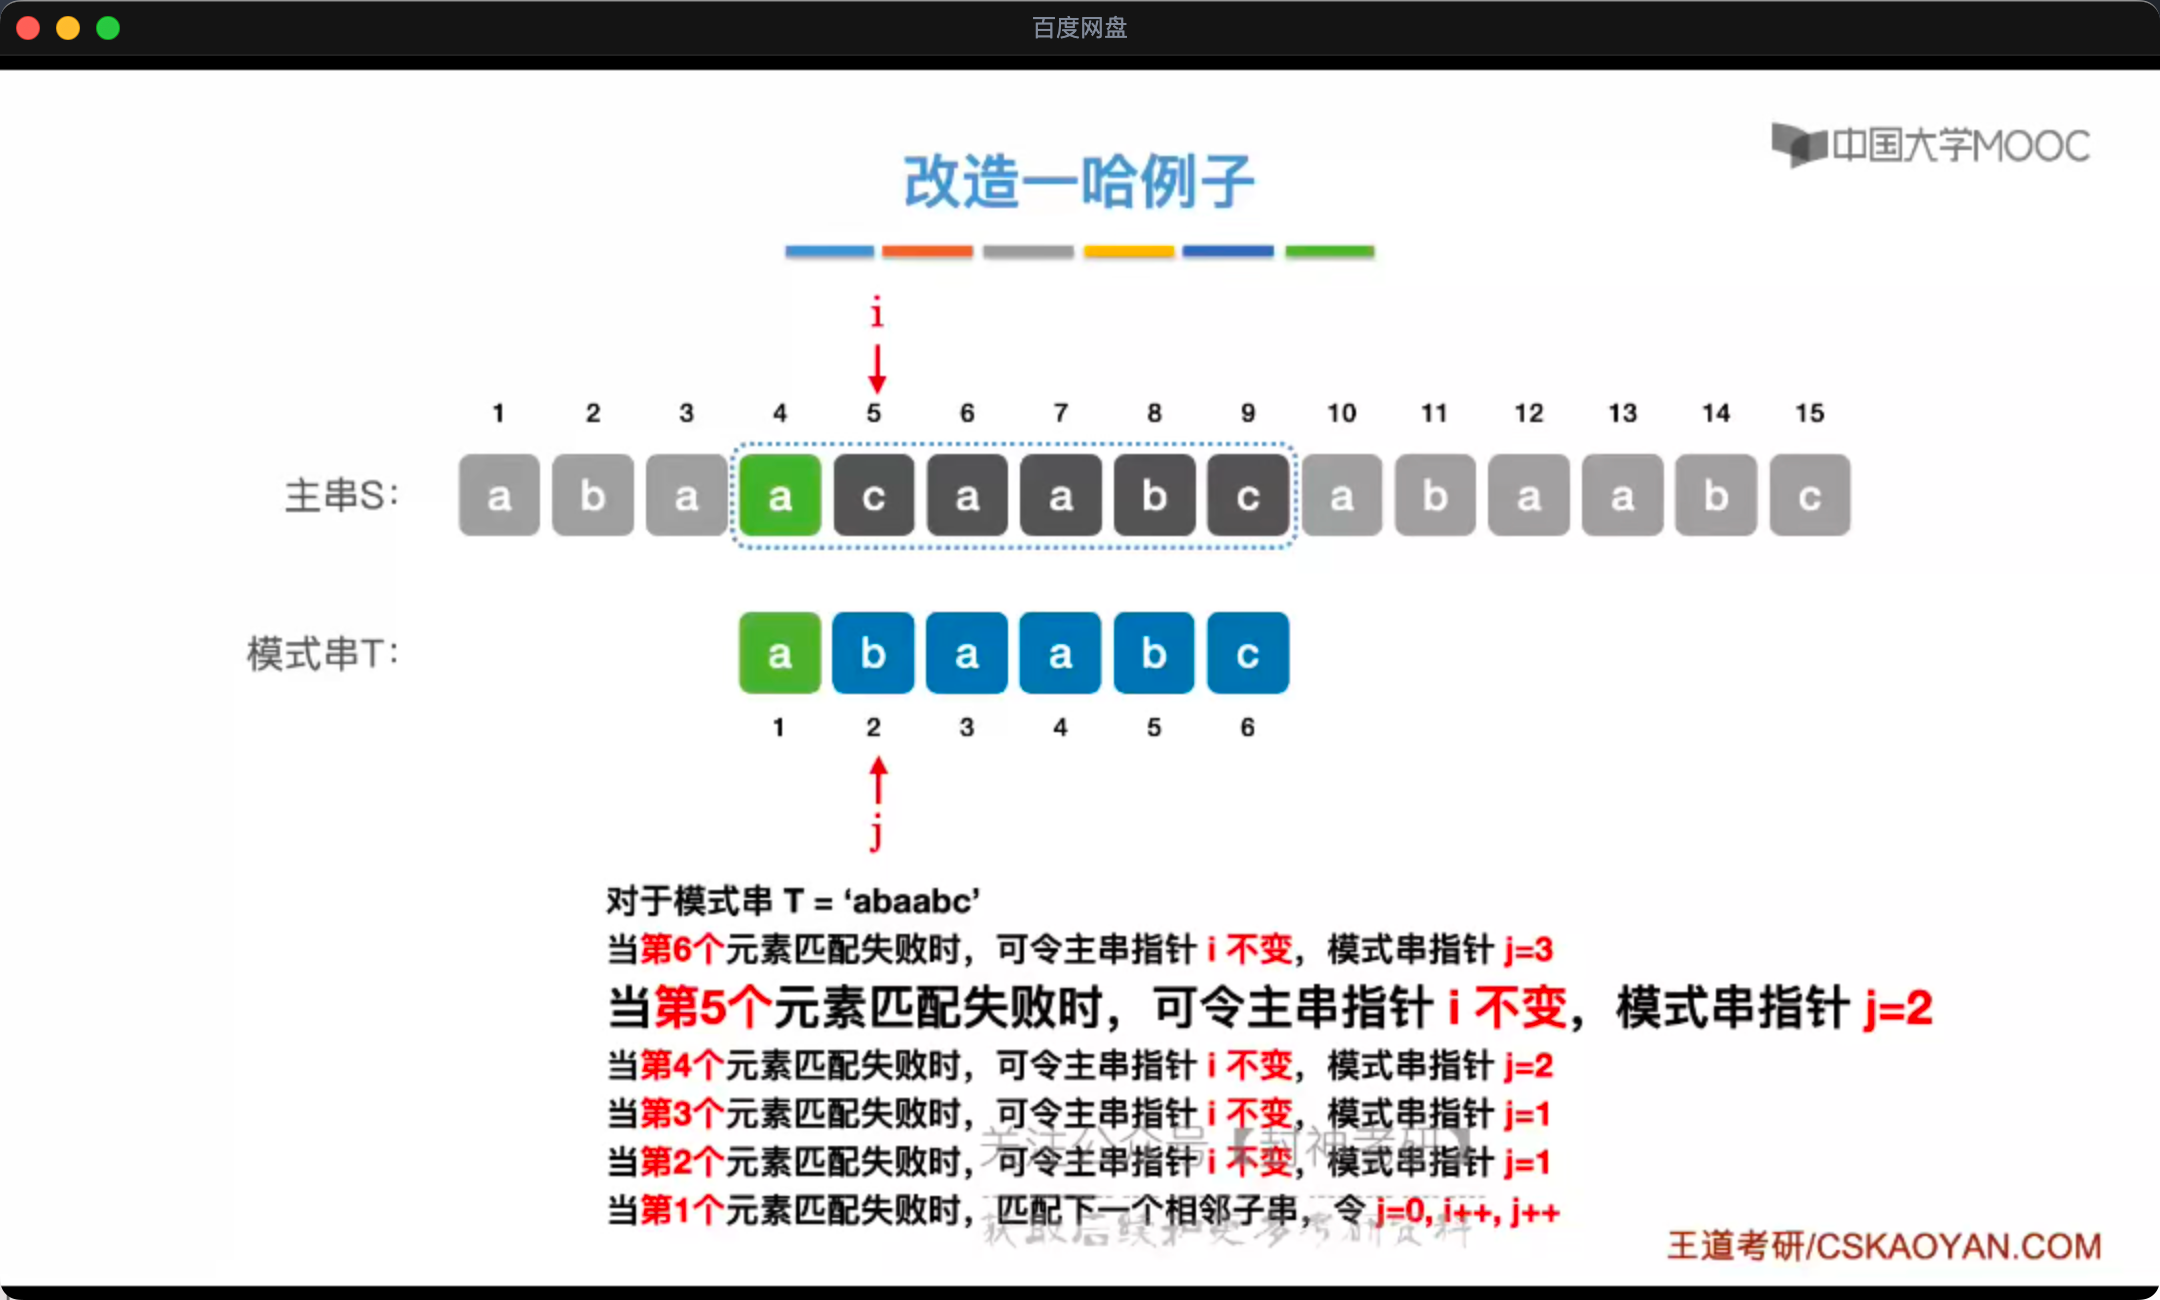 百度网盘
中国大学MOOC
改造一哈例子
i
1 2 3 4 5 6 7 8 9 10 11 12 13 14 15
主串S: a b a a c a a b c a b a a b c
模式串T: a b a a b c
1 2 3 4 5 6
j
对于模式串 T = ‘abaabc’
当第6个元素匹配失败时，可令主串指针 i 不变，模式串指针 j=3
当第5个元素匹配失败时，可令主串指针 i 不变，模式串指针 j=2
当第4个元素匹配失败时，可令主串指针 i 不变，模式串指针 j=2
当第3个元素匹配失败时，可令主串指针 i 不变，模式串指针 j=1
关注公众号【封神考研】
当第2个元素匹配失败时，可令主串指针 i 不变，模式串指针 j=1
当第1个元素匹配失败时，匹配下一个相邻子串，令 j=0, i++, j++
获取后续和更多考研资料
王道考研/CSKAOYAN.COM